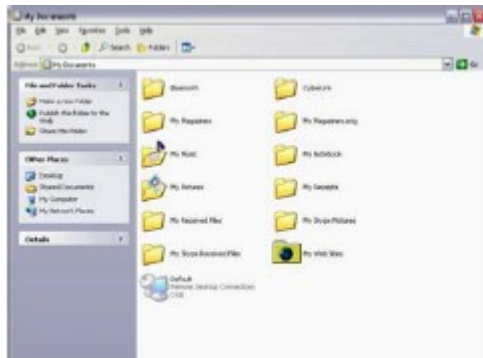 My Documents
File Edit View Favorites Tools Help
Search Folders
Address My Documents Go
File and Folder Tasks
Make a new folder
Publish this folder to the
Web
Share this folder
Other Places
Desktop
Shared Documents
My Computer
My Network Places
Details
Bluetooth
CyberLink
My Magazines
My Music
My Notebook
My Pictures
My Received Files
My Skype Pictures
My Skype Received Files
My Web Sites
Default
Remote Desktop Connection